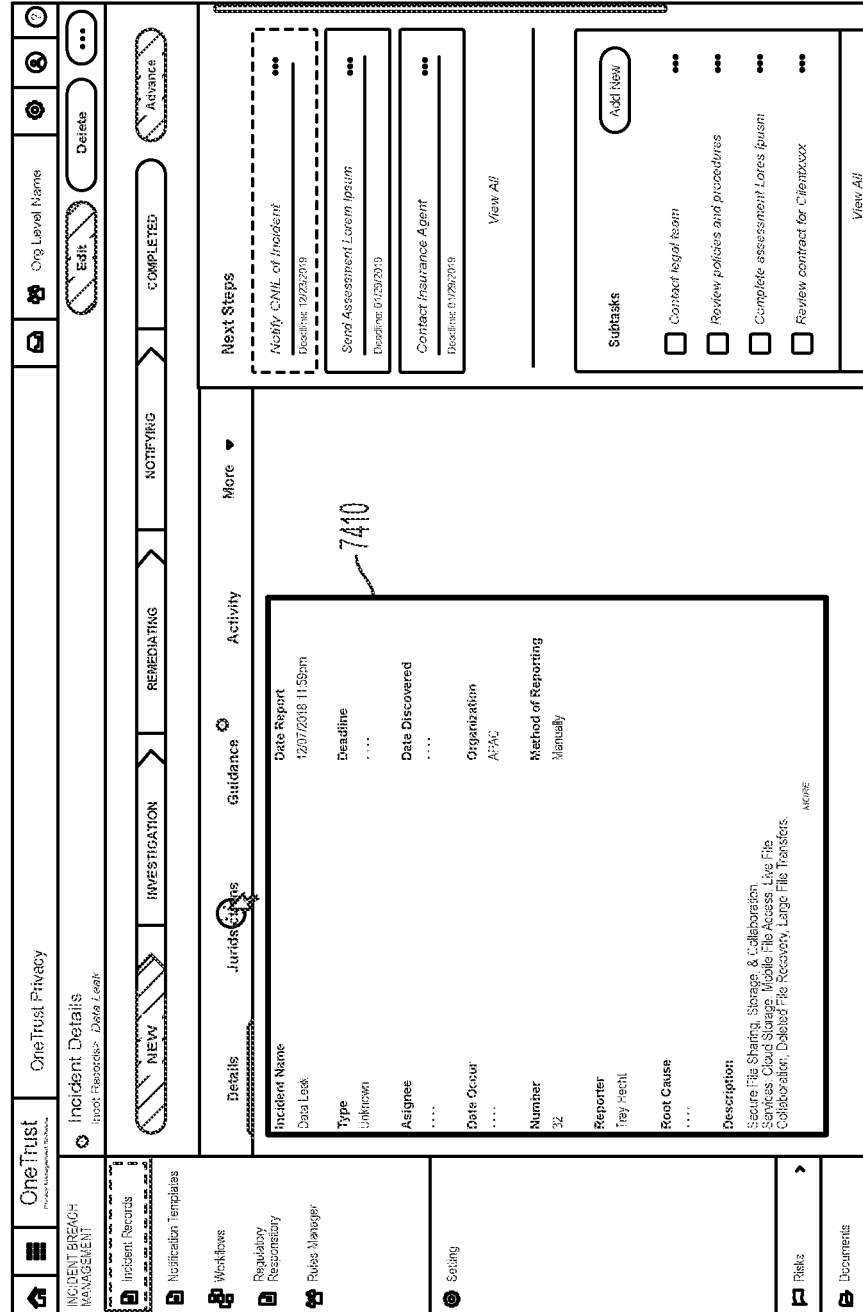 OneTrust
Privacy Management Software
OneTrust Privacy
Org Level Name
?
INCIDENT BREACH
MANAGEMENT
Incident Records
Notification Templates
Workflows
Regulatory
Responsitory
Rules Manager
Setting
Risks
Documents
Incident Details
Incot Records> Data Leak
Edit
Delete
NEW
INVESTIGATION
REMEDIATING
NOTIFYING
COMPLETED
Advance
Details
Guidance
Activity
More
7410
Incident Name
Data Leak
Date Report
12/07/2018 11:59pm
Type
Unknown
Deadline
....
Asignee
....
Date Discovered
....
Date Occur
....
Organization
APAC
Number
32
Method of Reporting
Manually
Reporter
Tray Hecht
Root Cause
....
Description
Secure File Sharing, Storage, & Collaboration
Services, Cloud Storage, Mobile File Access, Live File
Collaboration, Deleted File Recovery, Large File Transfers.
MORE
Next Steps
Notify CNIL of Incident
Deadline: 12/23/2019
Send Assessment Lorem Ipsum
Deadline: 01/29/2019
Contact Insurance Agent
Deadline: 01/29/2019
View All
Subtasks
Add New
Contact legal team
Review policies and procedures
Complete assessment Lores Ipusm
Review contract for Clientxxxx
View All